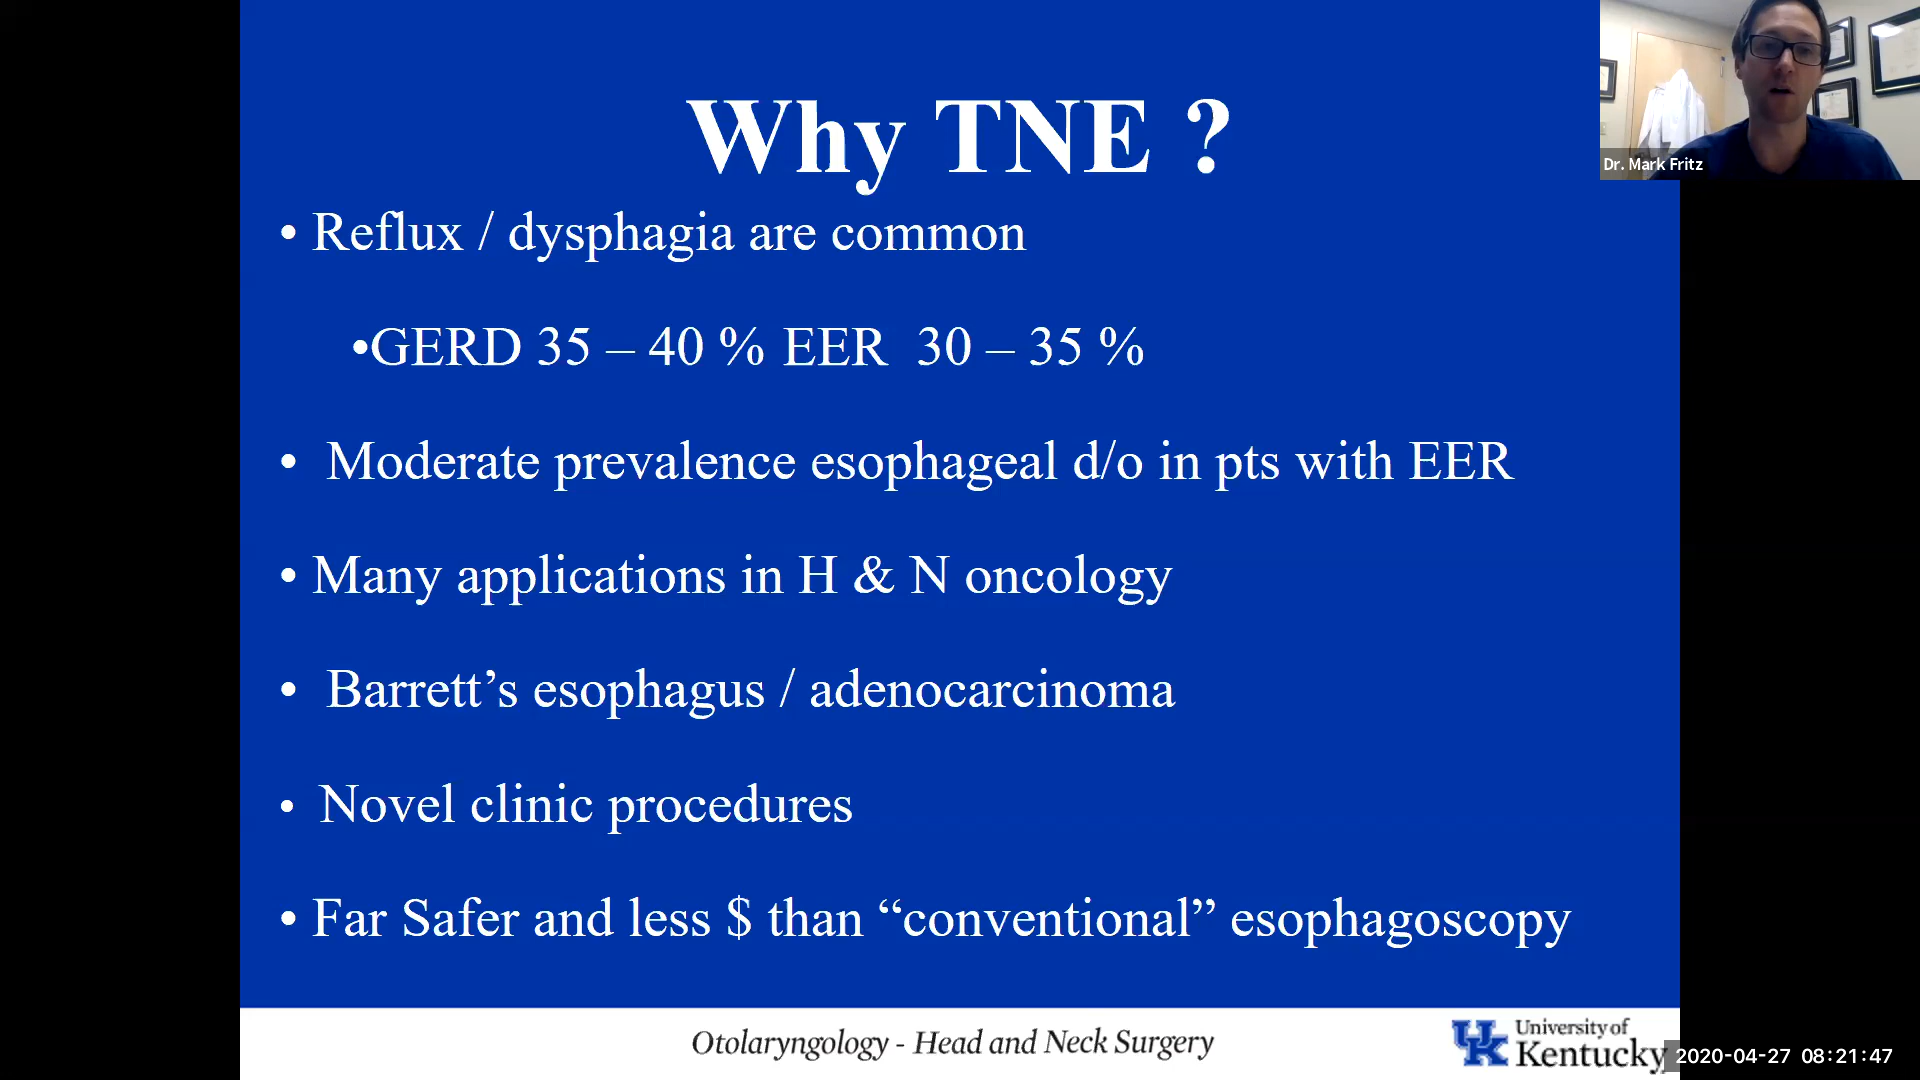 Why TNE ?
Dr. Mark Fritz
• Reflux / dysphagia are common
•GERD 35 – 40 % EER 30 – 35 %
• Moderate prevalence esophageal d/o in pts with EER
• Many applications in H & N oncology
• Barrett’s esophagus / adenocarcinoma
• Novel clinic procedures
• Far Safer and less $ than “conventional” esophagoscopy
Otolaryngology - Head and Neck Surgery
UK University of
Kentucky
2020-04-27 08:21:47